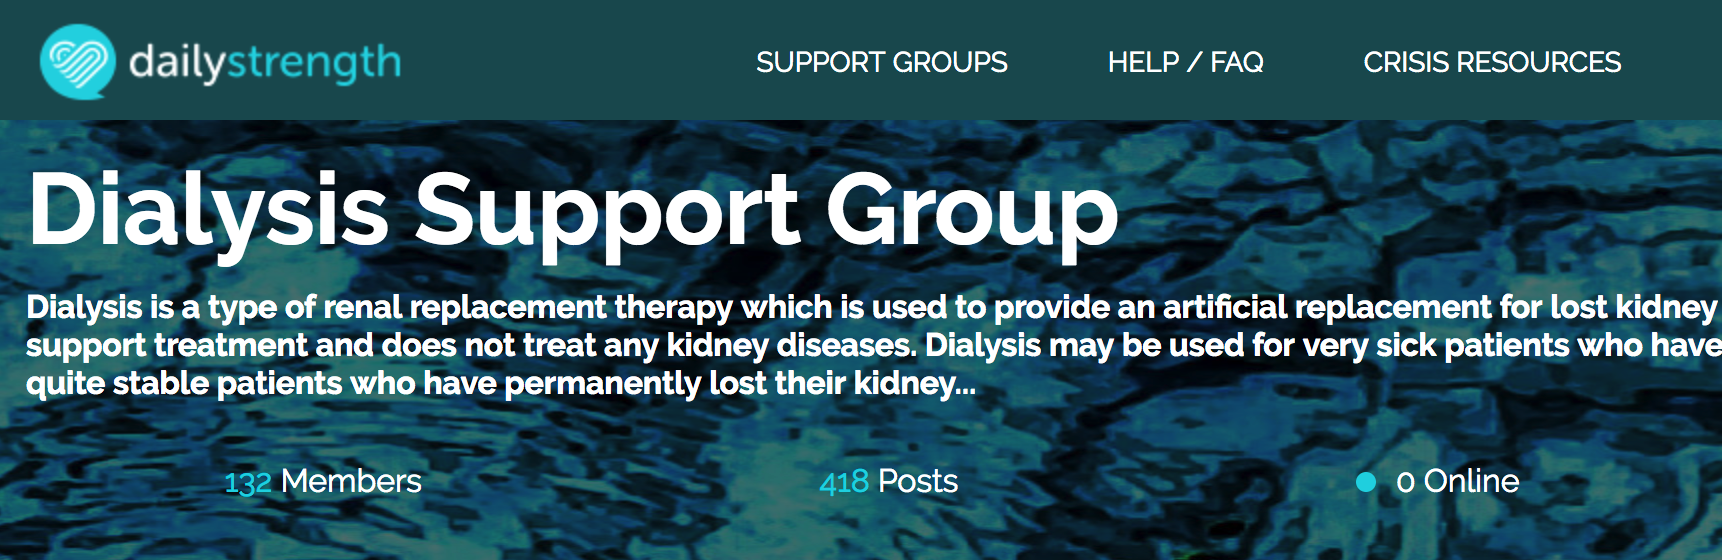 dailystrength
SUPPORT GROUPS
HELP / FAQ
CRISIS RESOURCES
Dialysis Support Group
Dialysis is a type of renal replacement therapy which is used to provide an artificial replacement for lost kidney
support treatment and does not treat any kidney diseases. Dialysis may be used for very sick patients who have
quite stable patients who have permanently lost their kidney...
132 Members
418 Posts
0 Online